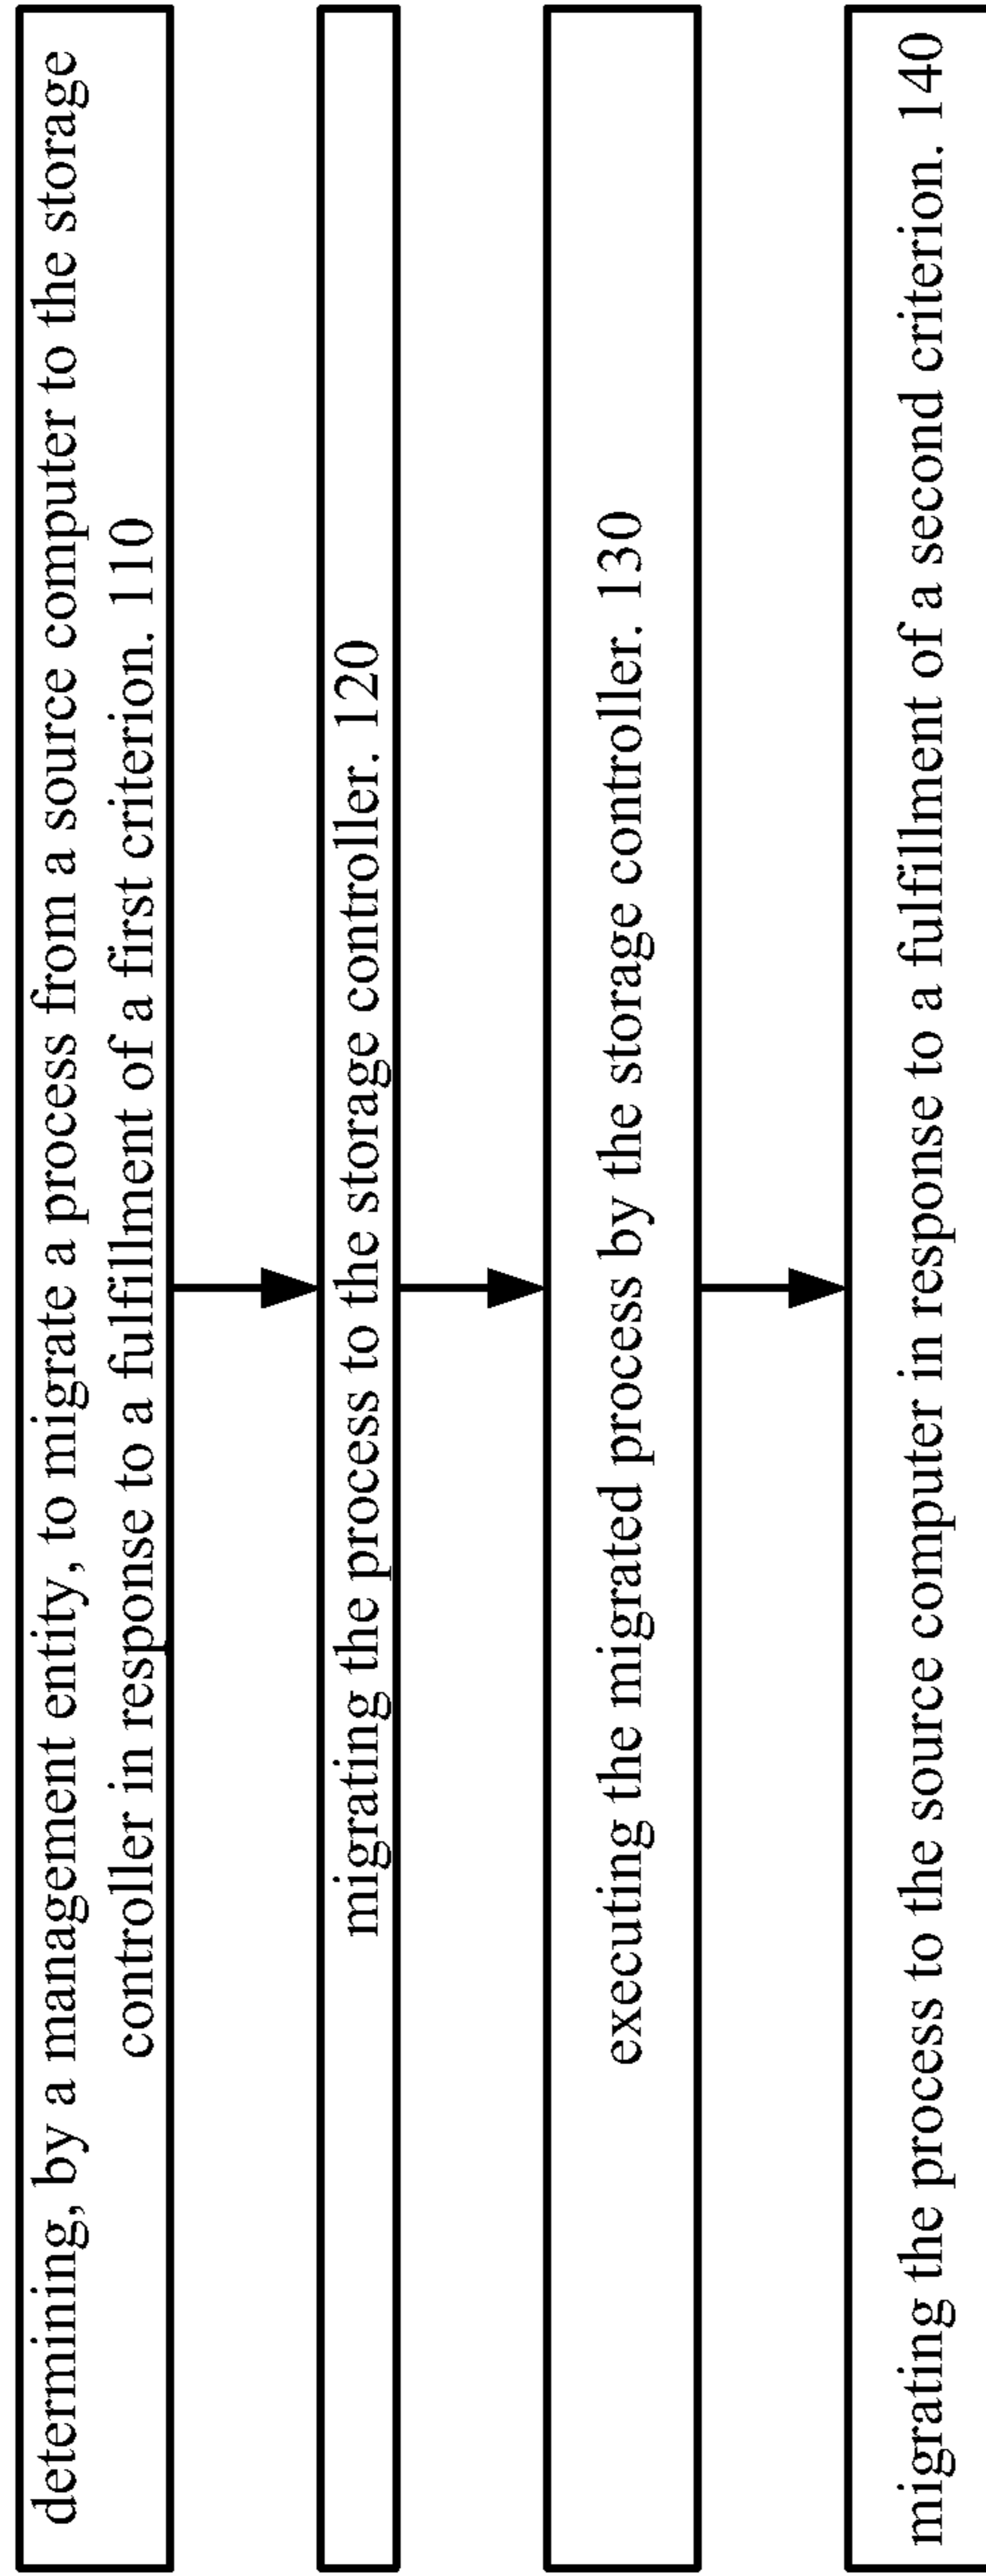 determining, by a management entity, to migrate a process from a source computer to the storage
controller in response to a fulfillment of a first criterion. 110
migrating the process to the storage controller. 120
executing the migrated process by the storage controller. 130
migrating the process to the source computer in response to a fulfillment of a second criterion. 140